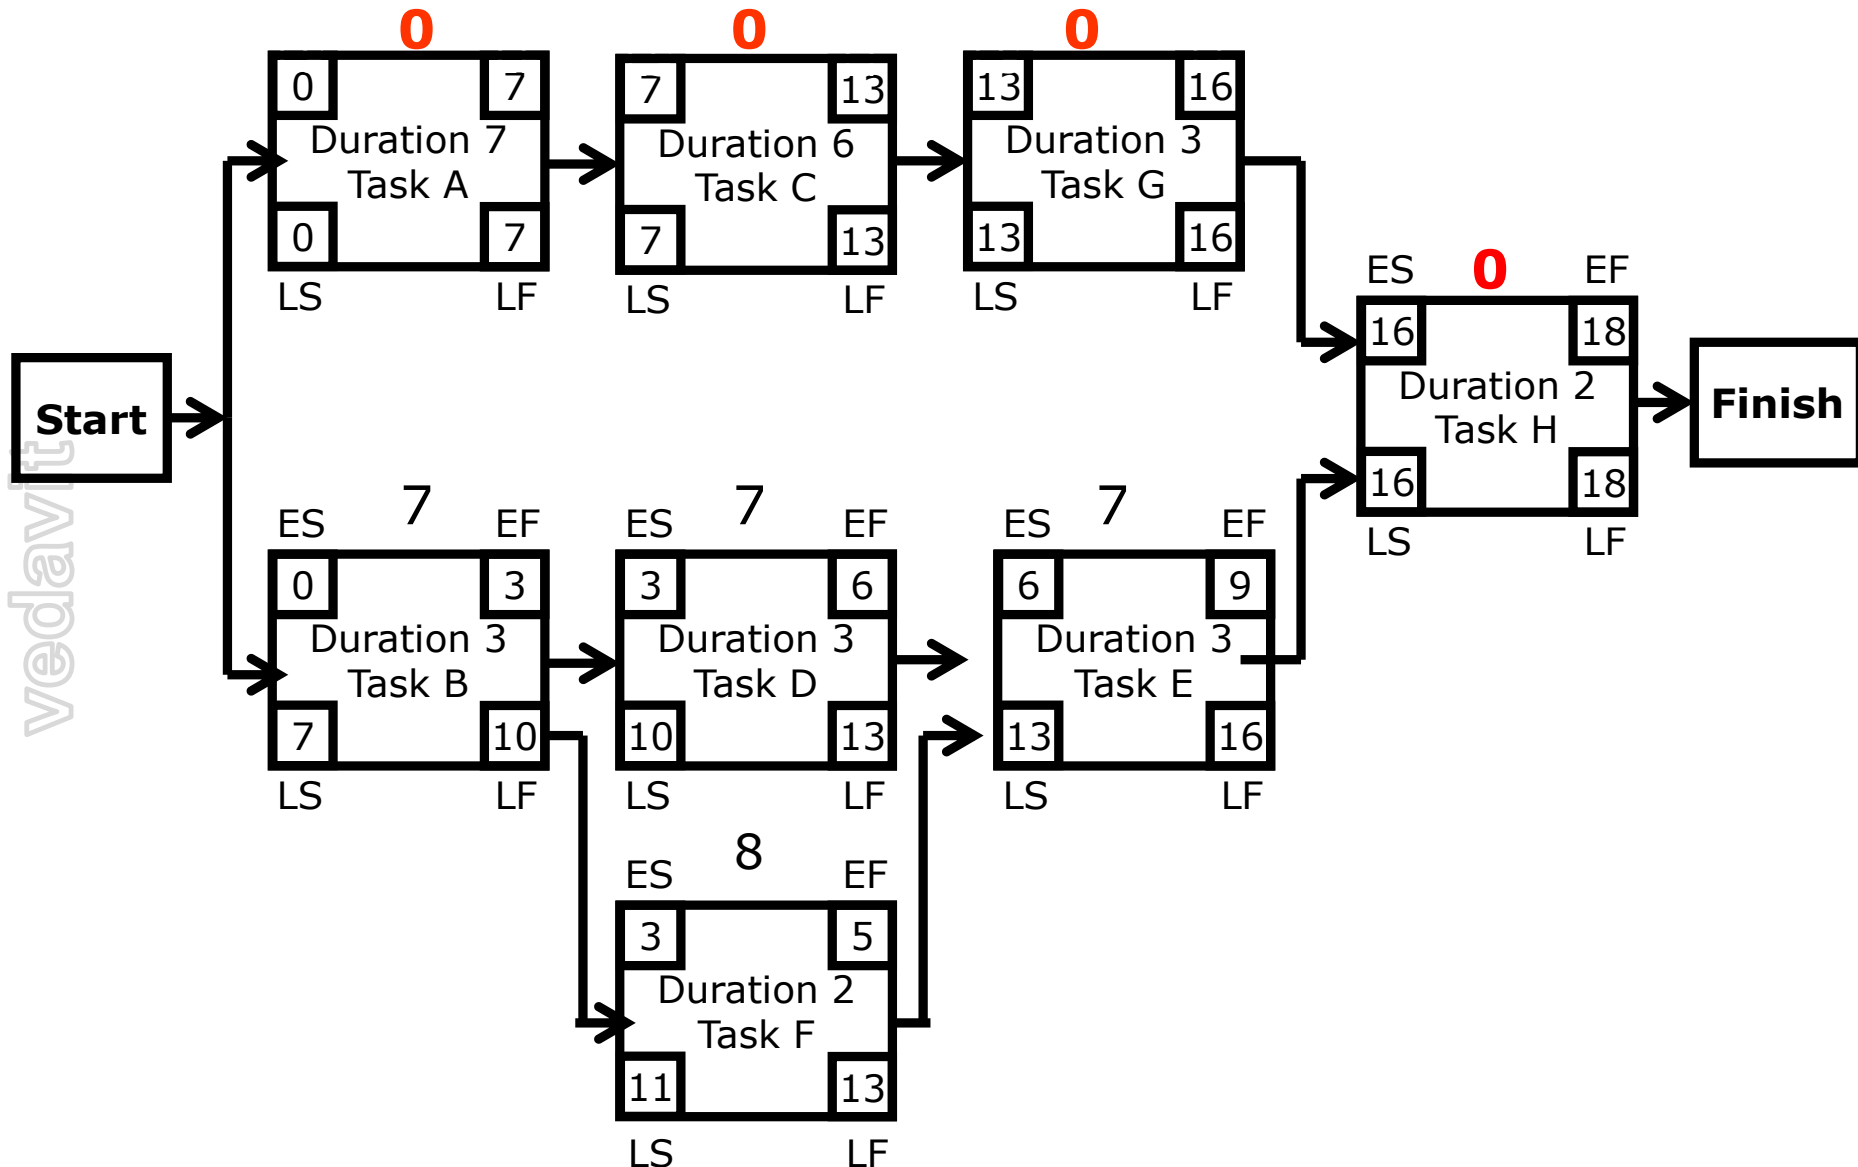 0 0 0
0 7 7 13 13 16
Duration 7 Duration 6 Duration 3
Task A Task C Task G
0 7 7 13 13 16
LS LF LS LF LS LF
ES 0 EF
16 18
Duration 2
Task H
16 18
LS LF
Start
Finish
vedavit
7 7 7
ES EF ES EF ES EF
0 3 3 6 6 9
Duration 3 Duration 3 Duration 3
Task B Task D Task E
7 10 10 13 13 16
LS LF LS LF LS LF
8
ES EF
3 5
Duration 2
Task F
11 13
LS LF